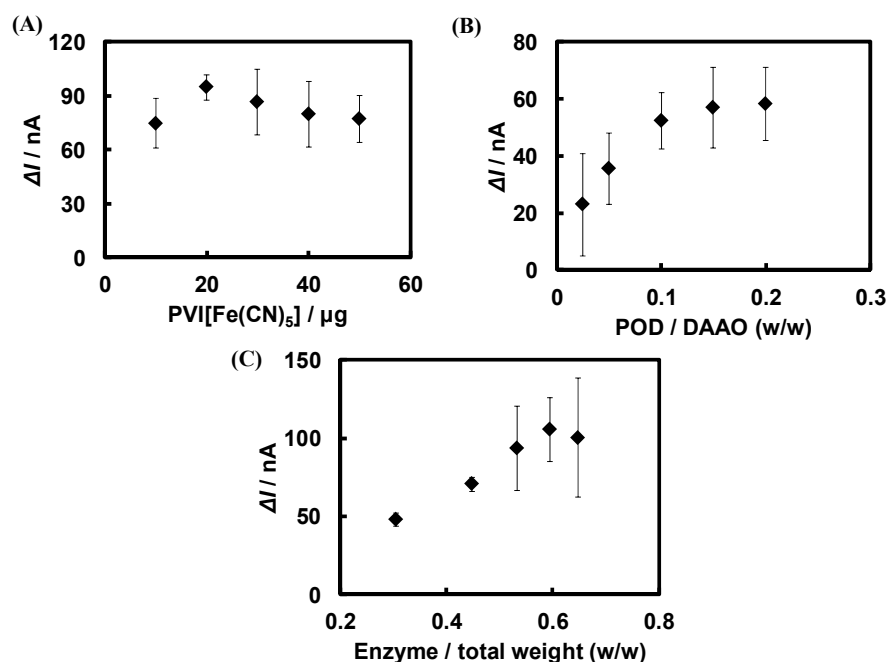 (A)
120
90
60
30
0
ΔI / nA
0 20 40 60
PVI[Fe(CN)₅] / µg
(B)
80
60
40
20
0
ΔI / nA
0 0.1 0.2 0.3
POD / DAAO (w/w)
(C)
150
100
50
0
ΔI / nA
0.2 0.4 0.6 0.8
Enzyme / total weight (w/w)